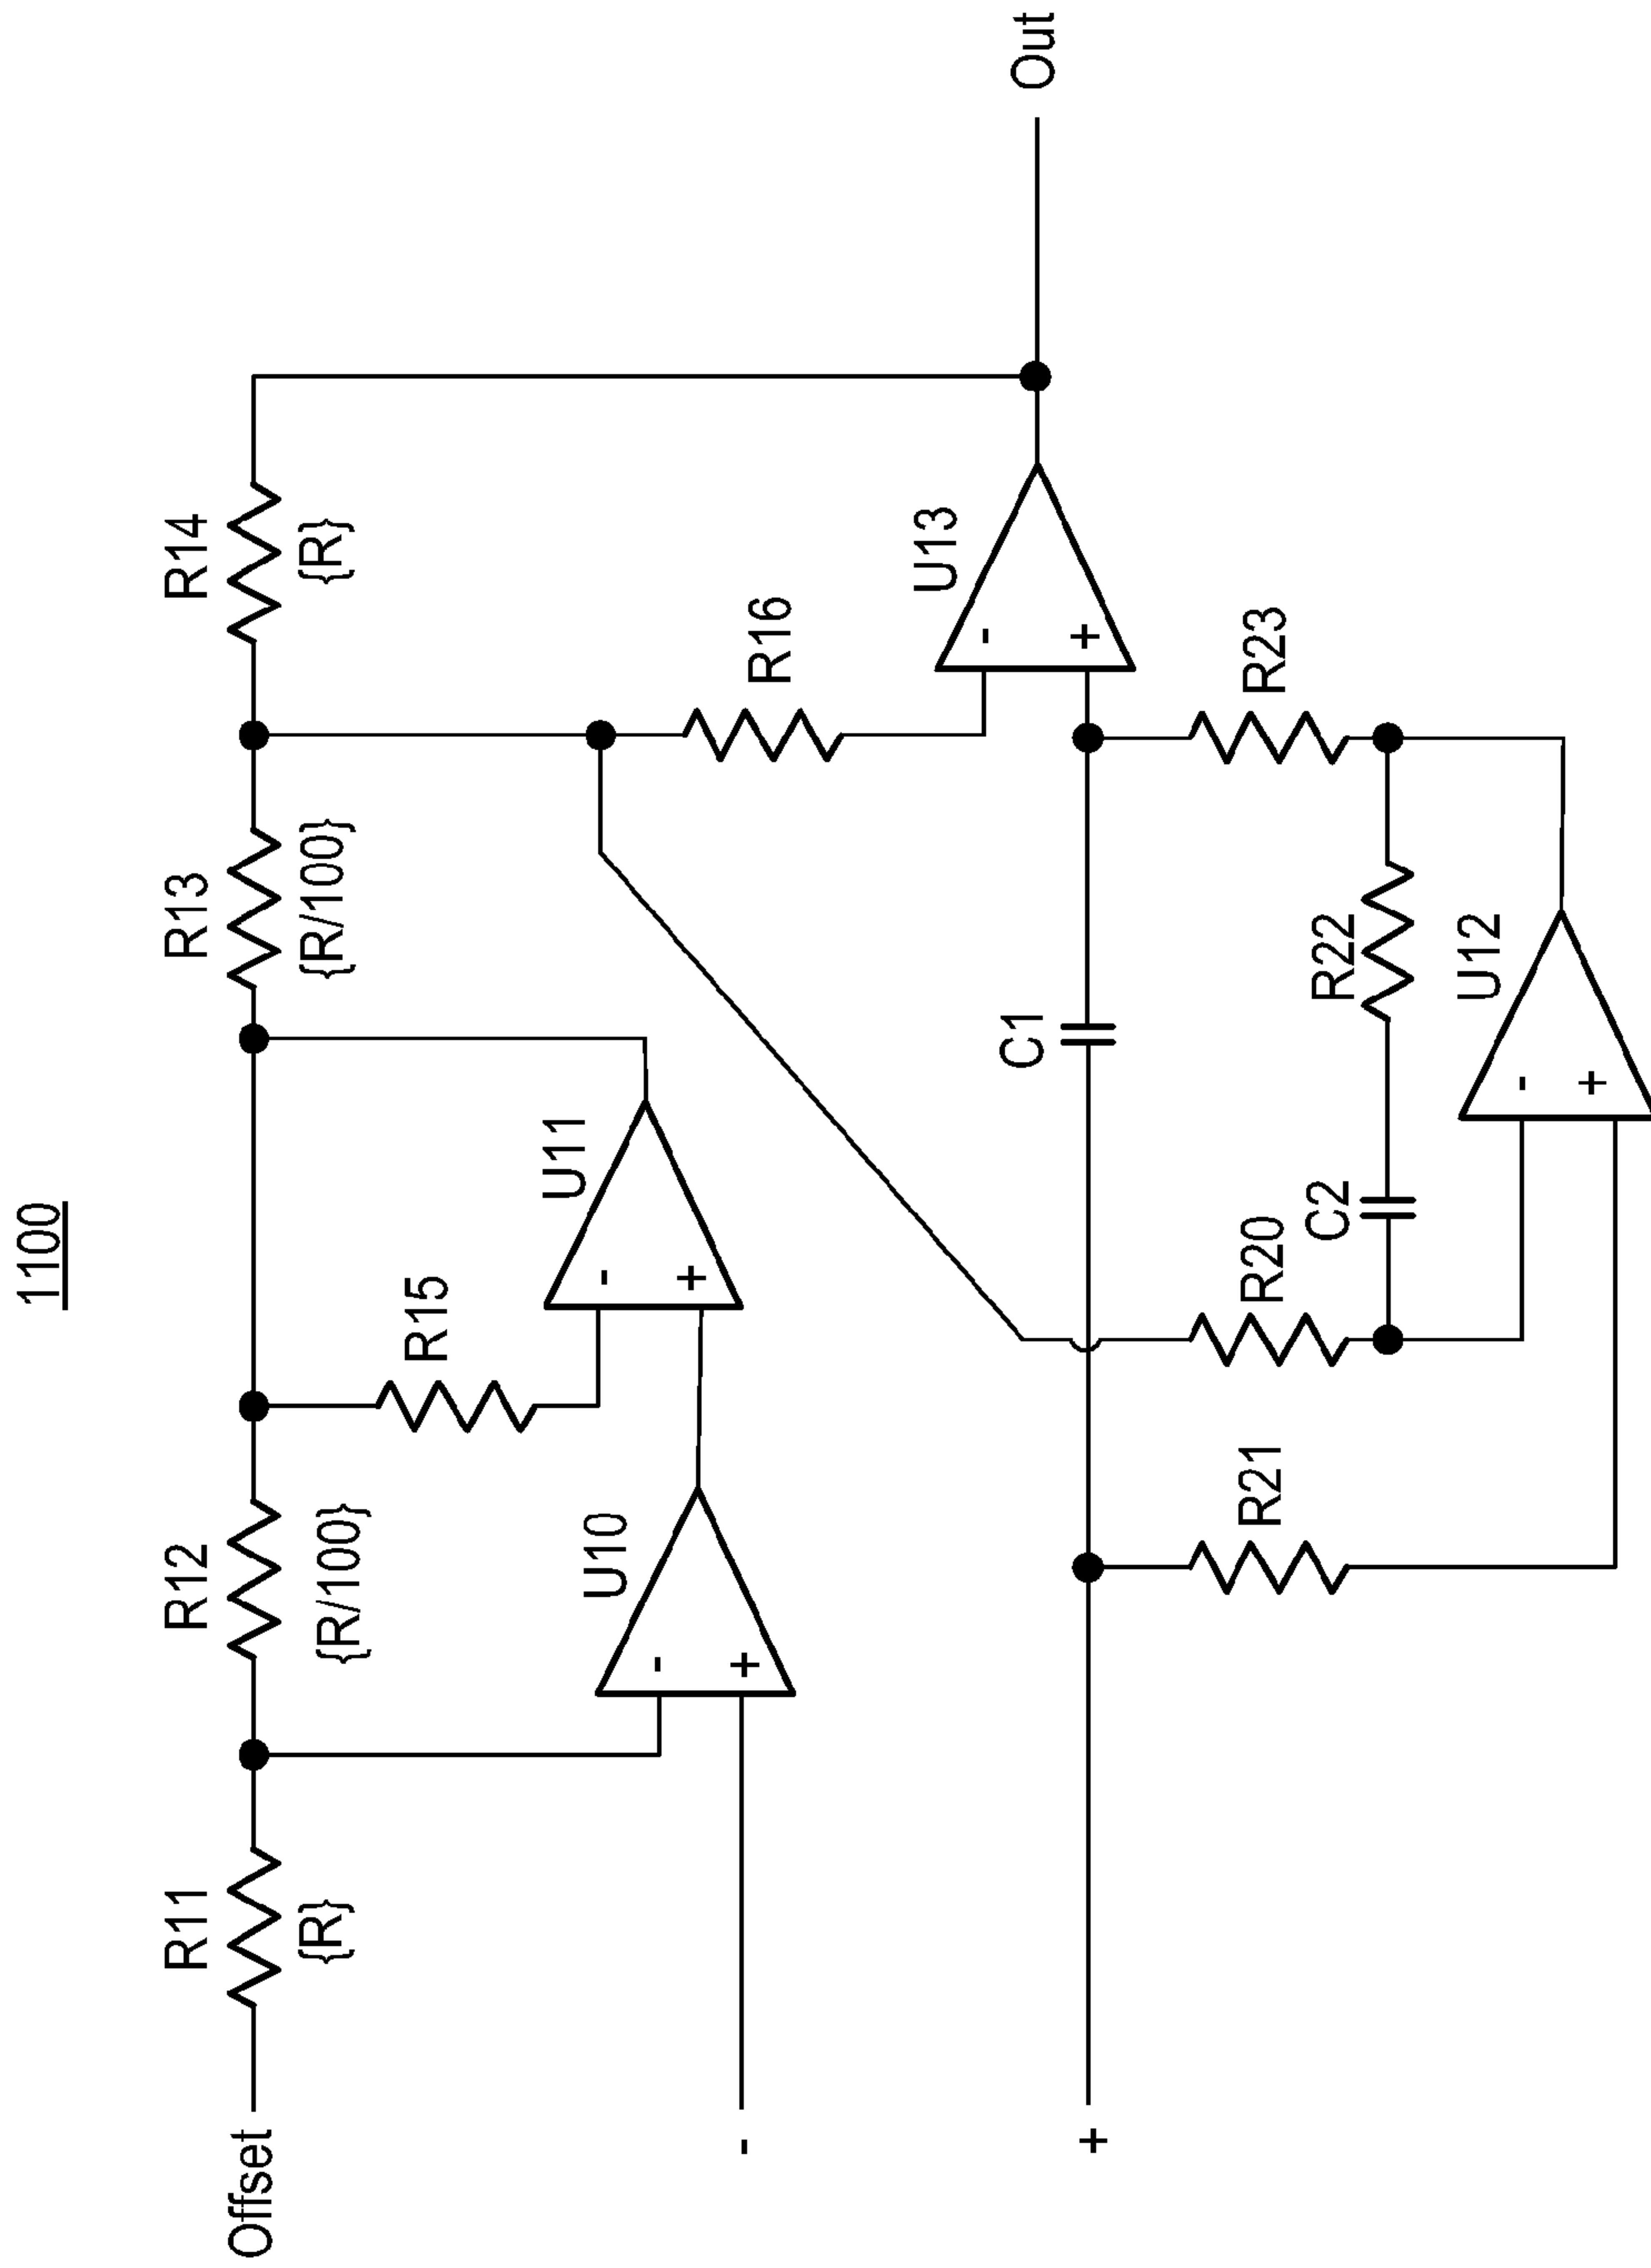 1100
R11
{R}
R12
{R/100}
R13
{R/100}
R14
{R}
Offset
R15
U11
-
+
U10
-
+
-
R16
U13
-
+
Out
C1
+
R21
R20
C2
R22
R23
U12
-
+